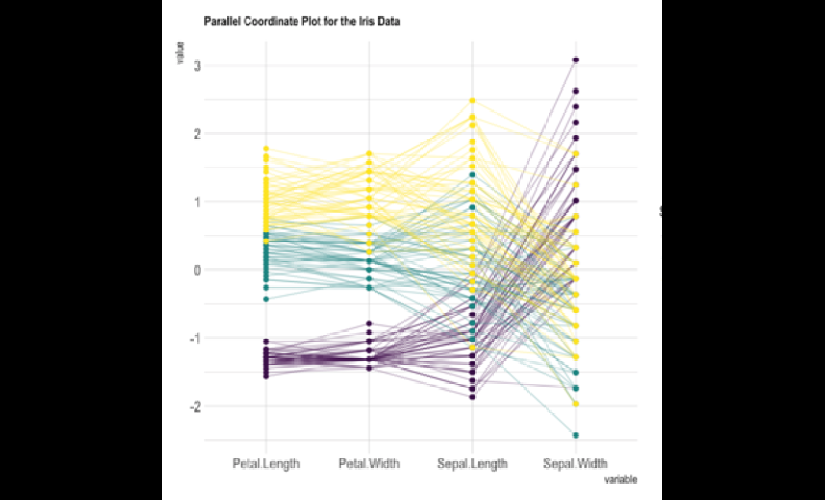 Parallel Coordinate Plot for the Iris Data
value
3
2
1
0
-1
-2
Petal.Length Petal.Width Sepal.Length Sepal.Width
variable